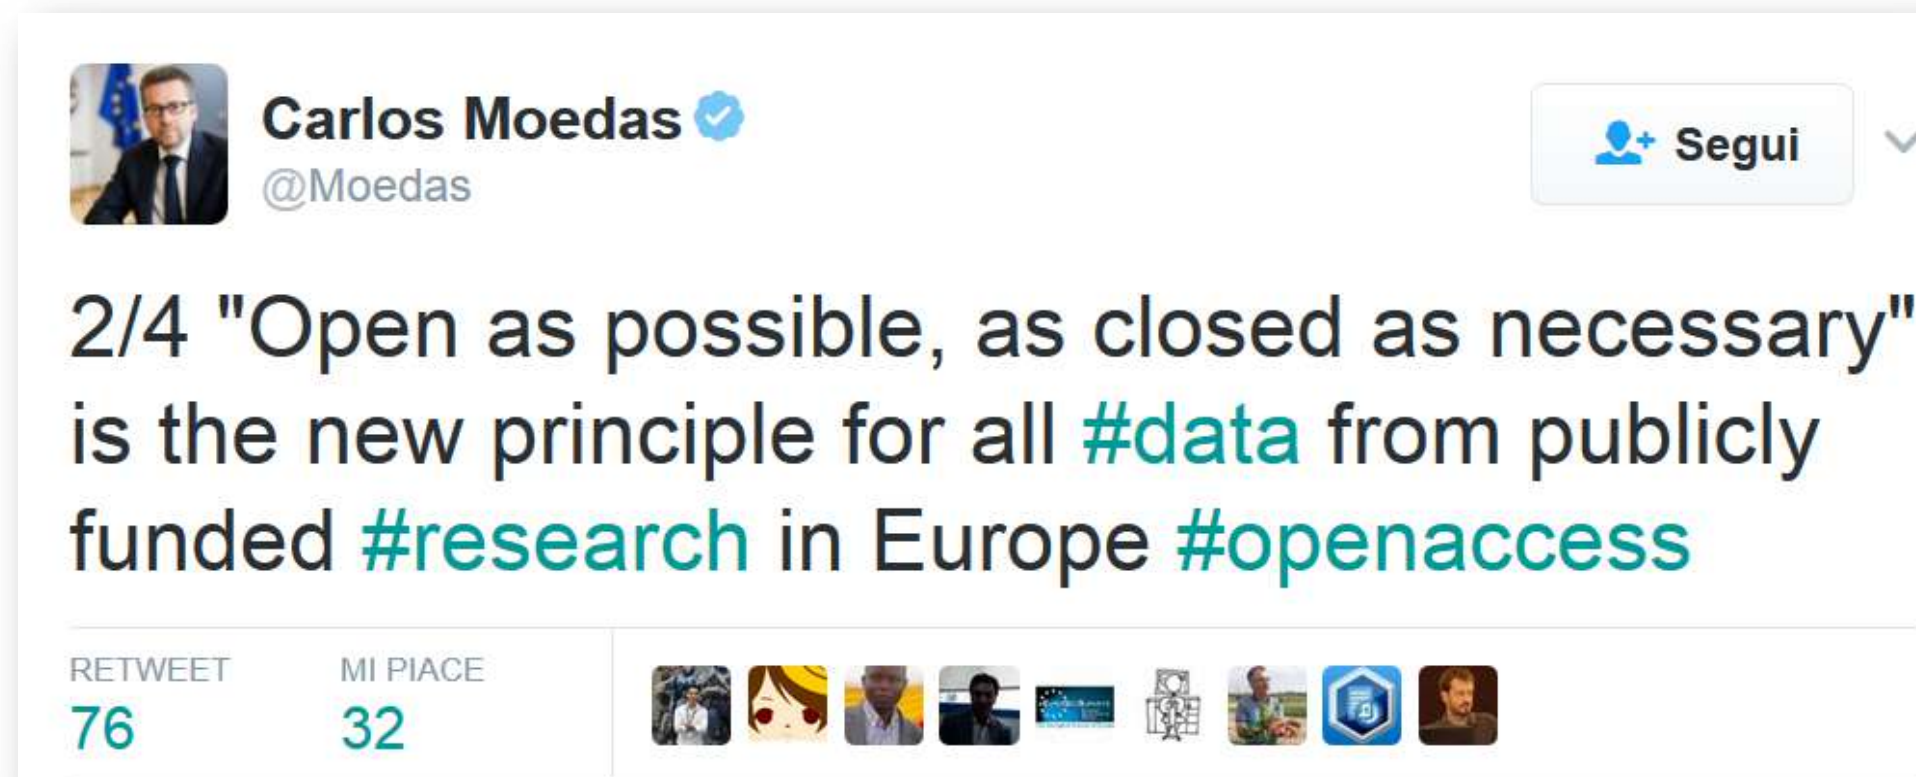 Carlos Moedas
@Moedas
Segui
2/4 "Open as possible, as closed as necessary"
is the new principle for all #data from publicly
funded #research in Europe #openaccess
RETWEET MI PIACE
76 32